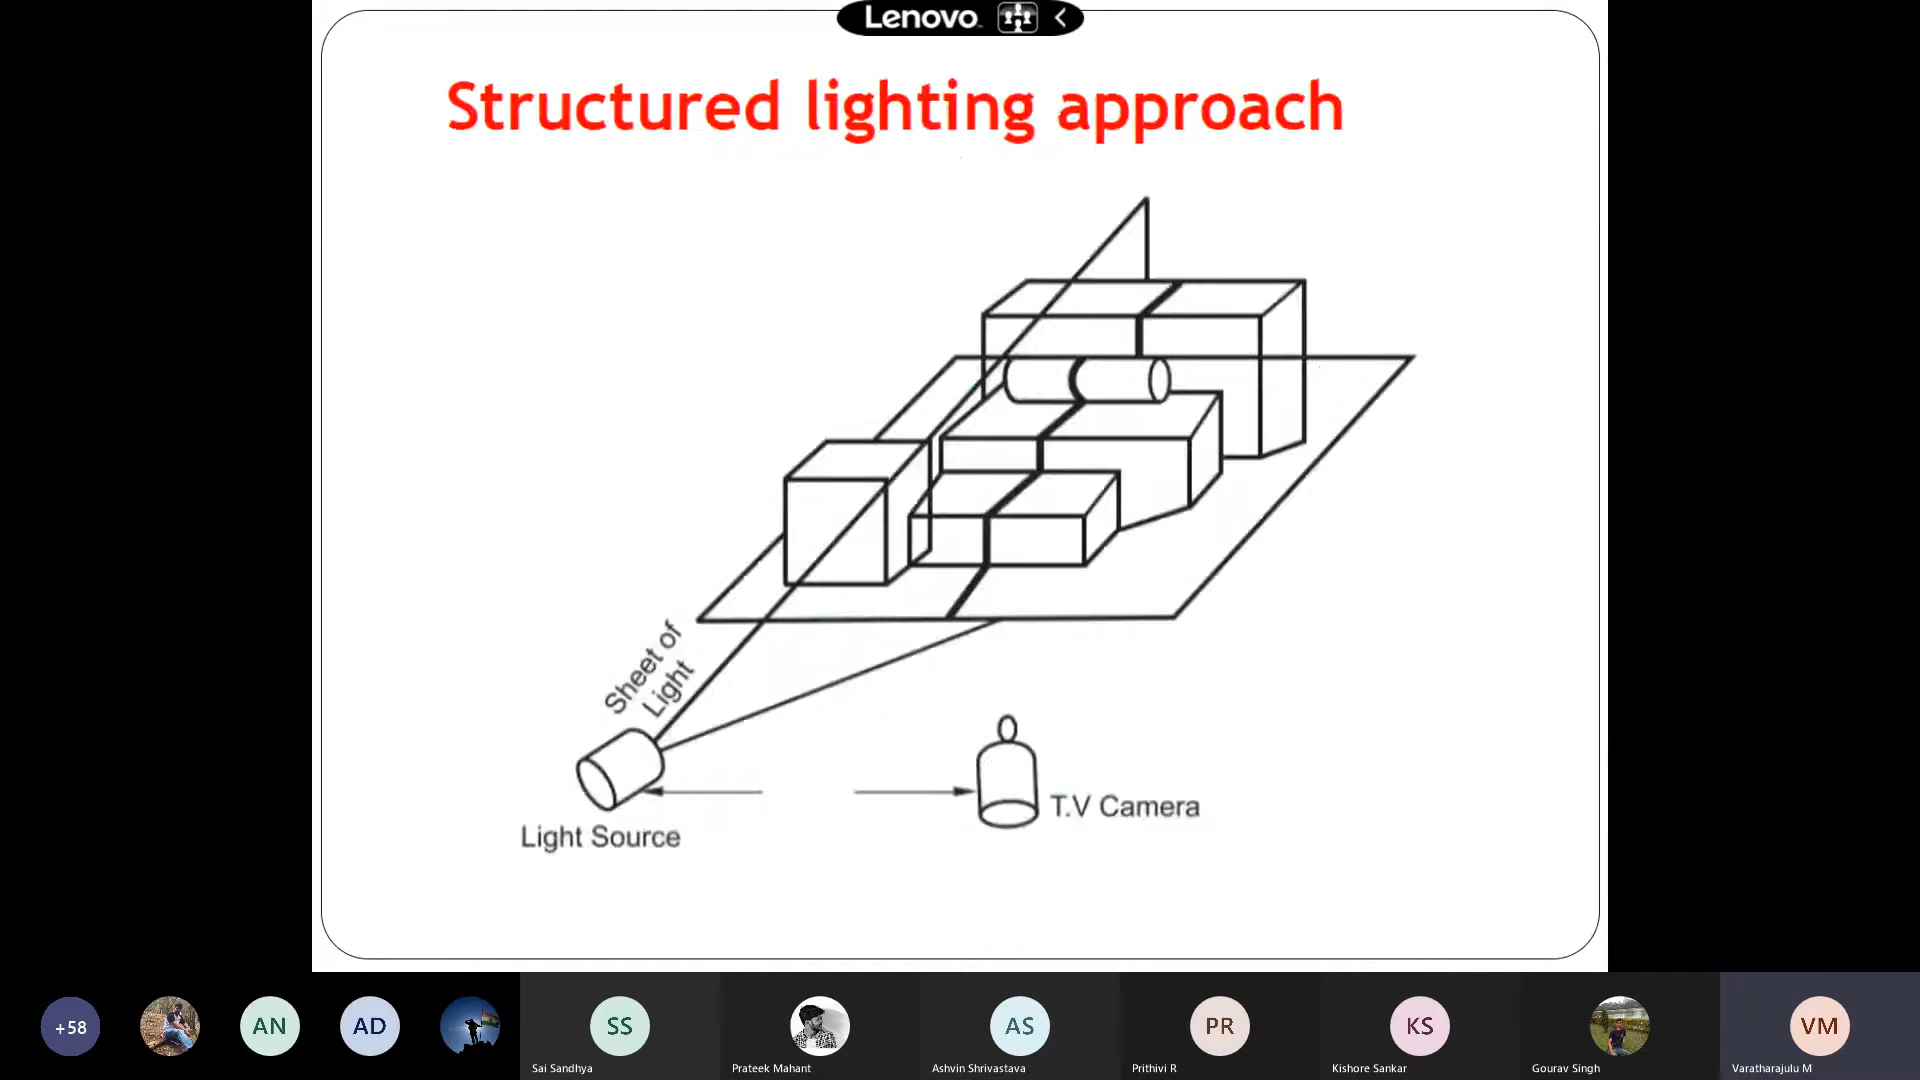 Lenovo
Structured lighting approach
Sheet of
Light
Light Source
T.V Camera
+58
AN
AD
SS
AS
PR
KS
VM
Sai Sandhya
Prateek Mahant
Ashvin Shrivastava
Prithivi R
Kishore Sankar
Gourav Singh
Varatharajulu M